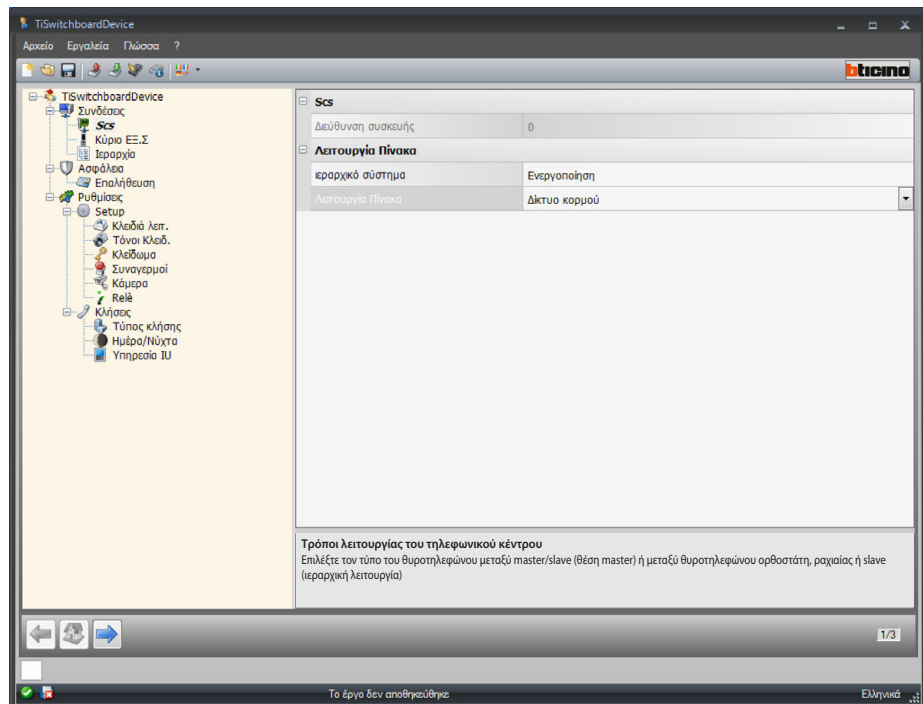 TiSwitchboardDevice
Αρχείο Εργαλεία Γλώσσα ?
bticino
TiSwitchboardDevice
Συνδέσεις
Scs
Κύριο ΕΞ.Σ
Ιεραρχία
Ασφάλεια
Επαλήθευση
Ρυθμίσεις
Setup
Κλειδιά λειτ.
Τόνοι Κλειδ.
Κλείδωμα
Συναγερμοί
Κάμερα
Relè
Κλήσεις
Τύπος κλήσης
Ημέρα/Νύχτα
Υπηρεσία IU
Scs
Διεύθυνση συσκευής 0
Λειτουργία Πίνακα
ιεραρχικό σύστημα Ενεργοποίηση
Λειτουργία Πίνακα Δίκτυο κορμού
Τρόποι λειτουργίας του τηλεφωνικού κέντρου
Επιλέξτε τον τύπο του θυροτηλεφώνου μεταξύ master/slave (θέση master) ή μεταξύ θυροτηλεφώνου ορθοστάτη, ραχιαίας ή slave
(ιεραρχική λειτουργία)
1/3
Το έργο δεν αποθηκεύθηκε
Ελληνικά